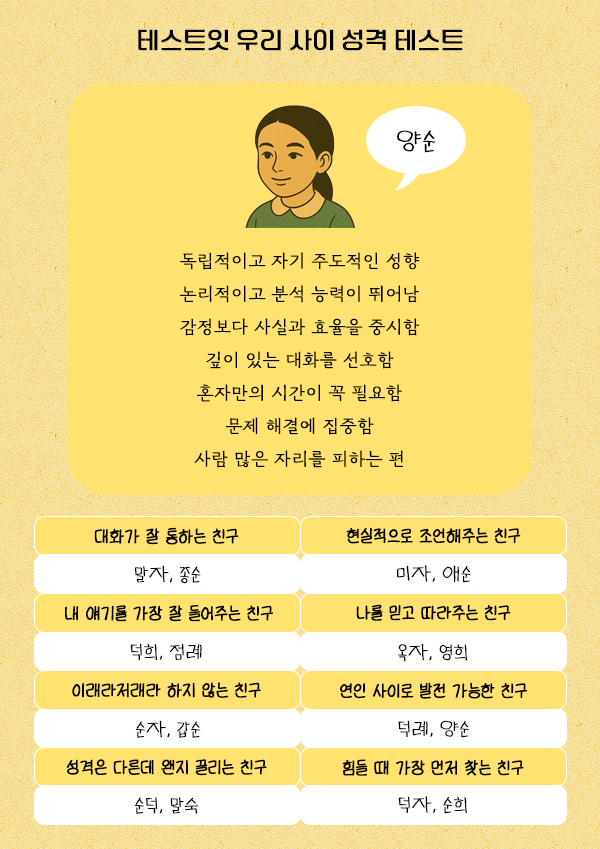 테스트잇 우리 사이 성격 테스트
양순
독립적이고 자기 주도적인 성향
논리적이고 분석 능력이 뛰어남
감정보다 사실과 효율을 중시함
깊이 있는 대화를 선호함
혼자만의 시간이 꼭 필요함
문제 해결에 집중함
사람 많은 자리를 피하는 편
대화가 잘 통하는 친구
현실적으로 조언해주는 친구
말자, 종순
미자, 애순
내 얘기를 가장 잘 들어주는 친구
나를 믿고 따라주는 친구
덕희, 점례
옥자, 영희
이래라저래라 하지 않는 친구
연인 사이로 발전 가능한 친구
순자, 갑순
덕례, 양순
성격은 다른데 왠지 끌리는 친구
힘들 때 가장 먼저 찾는 친구
순덕, 말숙
덕자, 순희